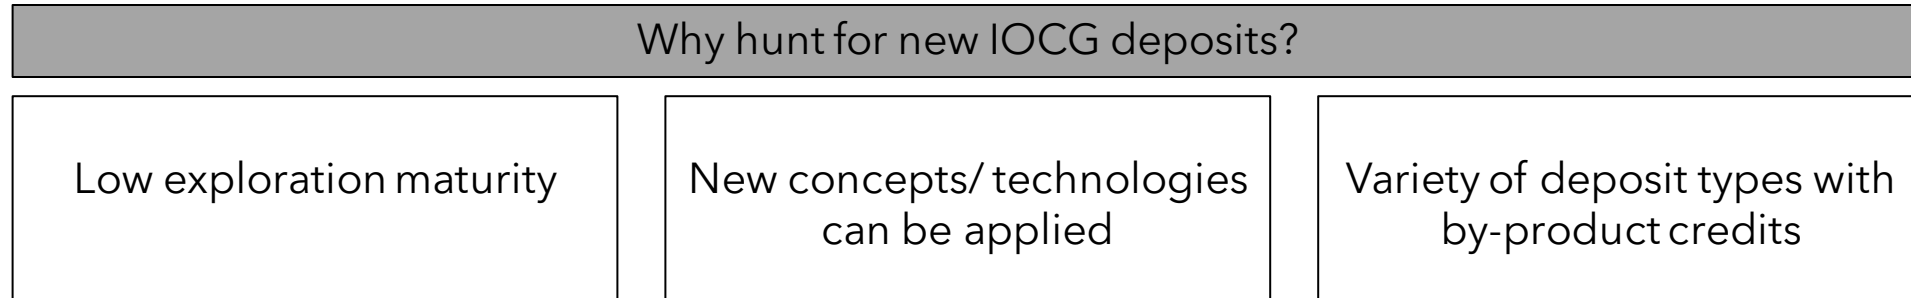 Why hunt for new IOCG deposits?
Low exploration maturity
New concepts/ technologies
can be applied
Variety of deposit types with
by-product credits